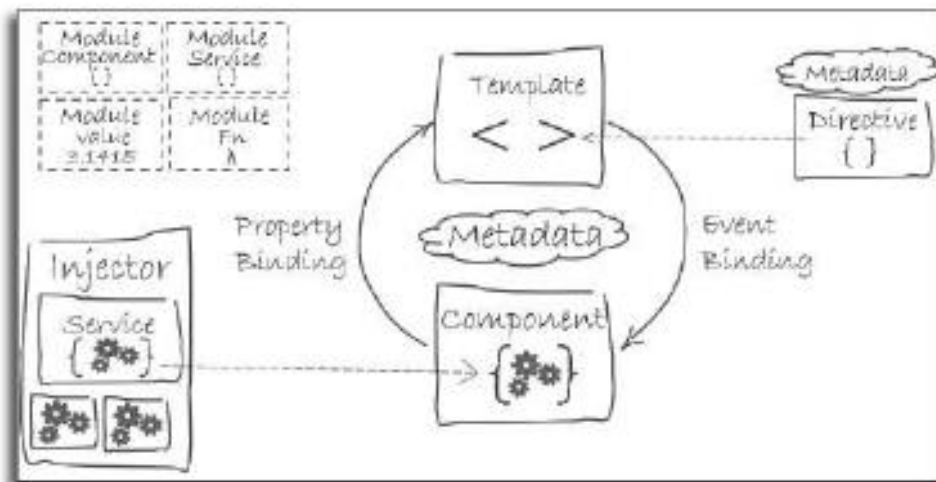 Module
Component
{ }
Module
Service
{ }
Module
value
3.1415
Module
Fn
λ
Template
< >
Metadata
Directive
{ }
Property
Binding
Metadata
Event
Binding
Injector
Service
{ }
Component
{ }